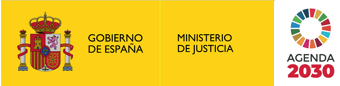 GOBIERNO
DE ESPAÑA
MINISTERIO
DE JUSTICIA
AGENDA
2030